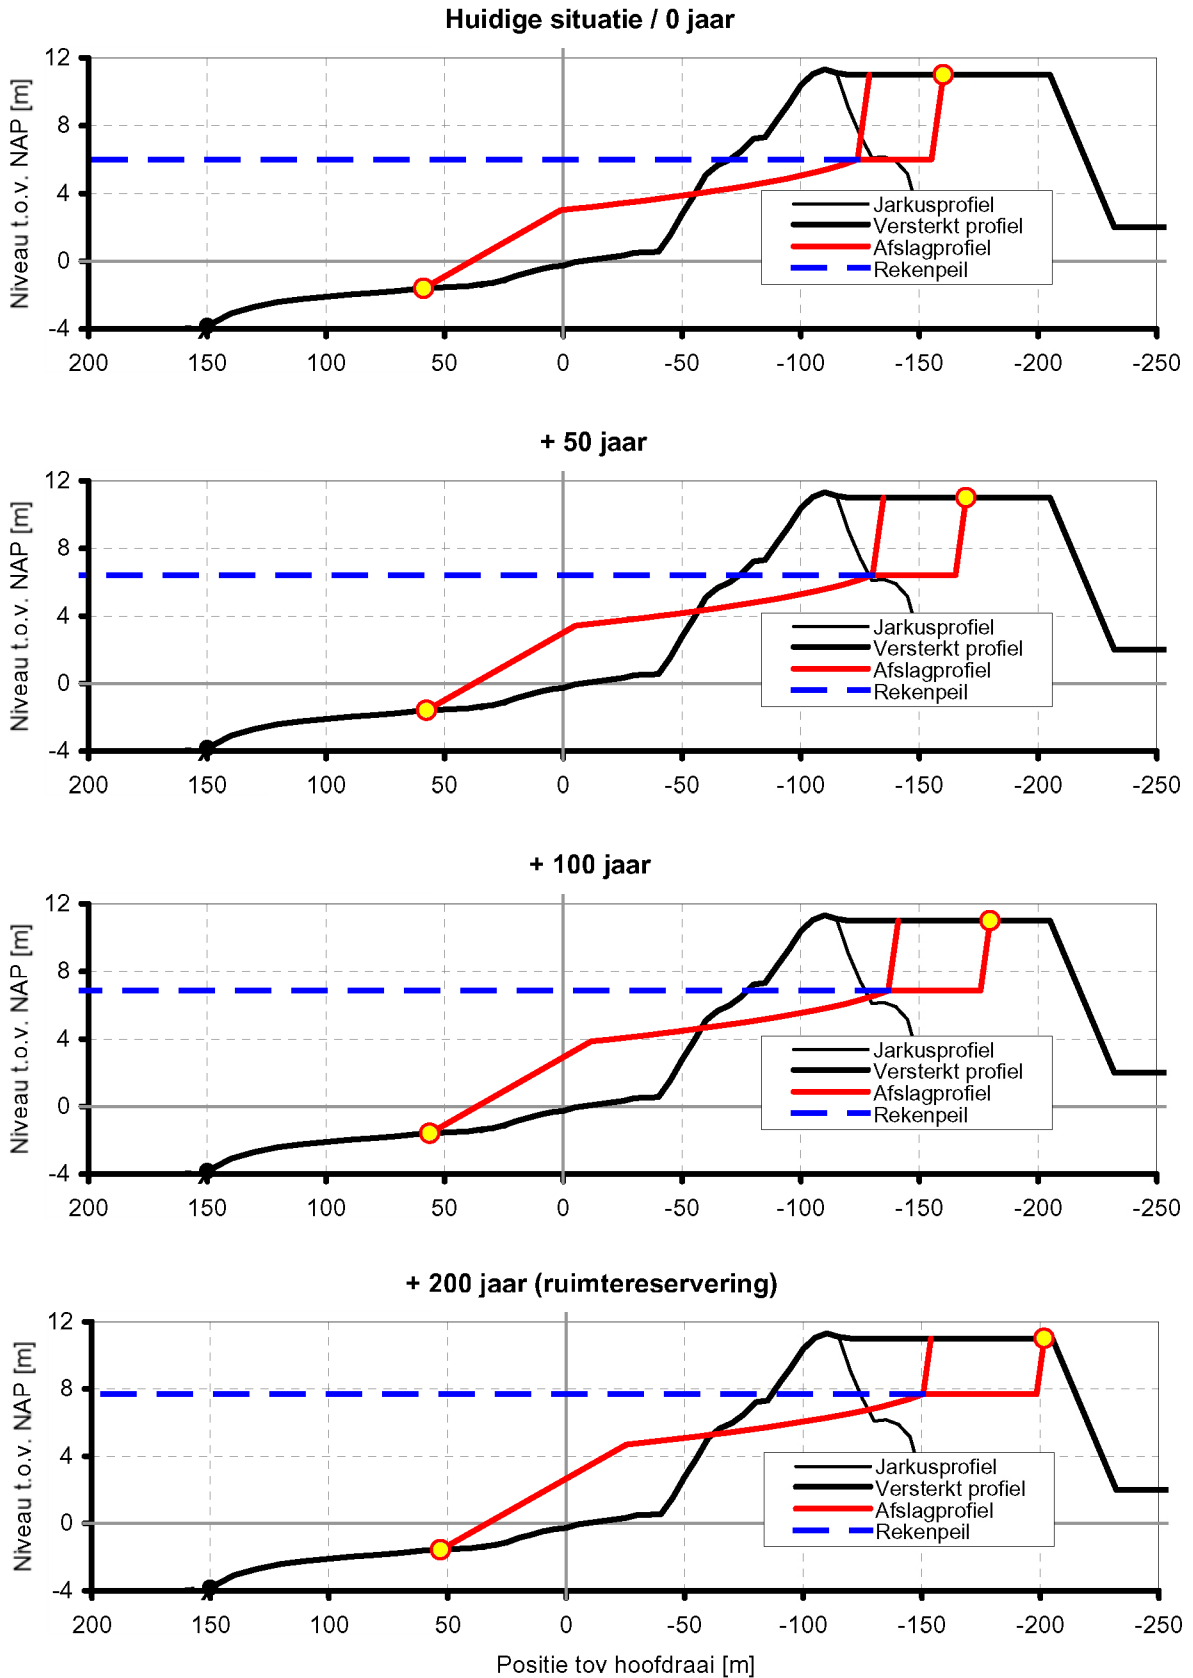 Huidige situatie / 0 jaar
Niveau t.o.v. NAP [m]
12
8
4
0
-4
200 150 100 50 0 -50 -100 -150 -200 -250
Jarkusprofiel
Versterkt profiel
Afslagprofiel
Rekenpeil
+ 50 jaar
Niveau t.o.v. NAP [m]
12
8
4
0
-4
200 150 100 50 0 -50 -100 -150 -200 -250
Jarkusprofiel
Versterkt profiel
Afslagprofiel
Rekenpeil
+ 100 jaar
Niveau t.o.v. NAP [m]
12
8
4
0
-4
200 150 100 50 0 -50 -100 -150 -200 -250
Jarkusprofiel
Versterkt profiel
Afslagprofiel
Rekenpeil
+ 200 jaar (ruimtereservering)
Niveau t.o.v. NAP [m]
12
8
4
0
-4
200 150 100 50 0 -50 -100 -150 -200 -250
Jarkusprofiel
Versterkt profiel
Afslagprofiel
Rekenpeil
Positie tov hoofdraai [m]